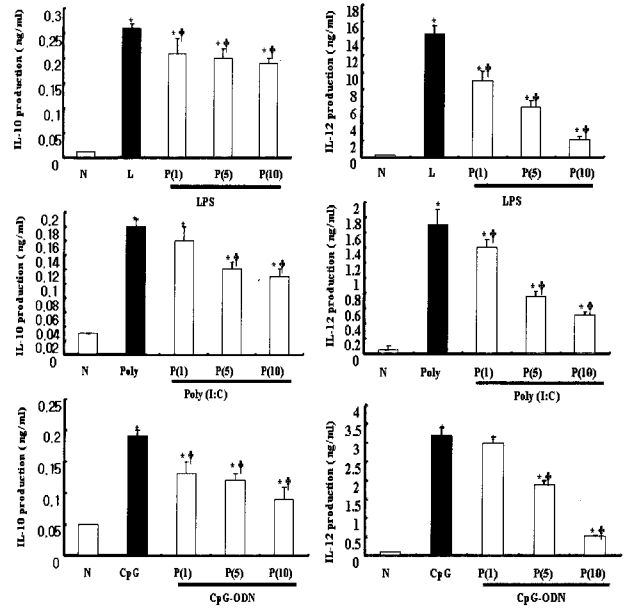 IL-10 production ( ng/ml)
0,3
0,25
0,2
0,15
0,1
0,05
0
*
* ϕ
* ϕ
* ϕ
N L P(1) P(5) P(10)
LPS
IL-12 production ( ng/ml)
18
16
14
12
10
8
6
4
2
0
*
* ϕ
* ϕ
* ϕ
N L P(1) P(5) P(10)
LPS
IL-10 production ( ng/ml)
0,2
0,18
0,16
0,14
0,12
0,1
0,08
0,06
0,04
0,02
0
*
*
* ϕ
* ϕ
N Poly P(1) P(5) P(10)
Poly (I:C)
IL-12 production ( ng/ml)
2
1.8
1.6
1.4
1.2
1
0.8
0.6
0.4
0.2
0
*
* ϕ
* ϕ
* ϕ
N Poly P(1) P(5) P(10)
Poly (I:C)
IL-10 production ( ng/ml)
0,2
0,15
0,1
0,05
0
*
* ϕ
* ϕ
* ϕ
N CpG P(1) P(5) P(10)
CpG-ODN
IL-12 production ( ng/ml)
3.5
3
2.5
2
1.5
1
0.5
0
*
*
* ϕ
* ϕ
N CpG P(1) P(5) P(10)
CpG-ODN